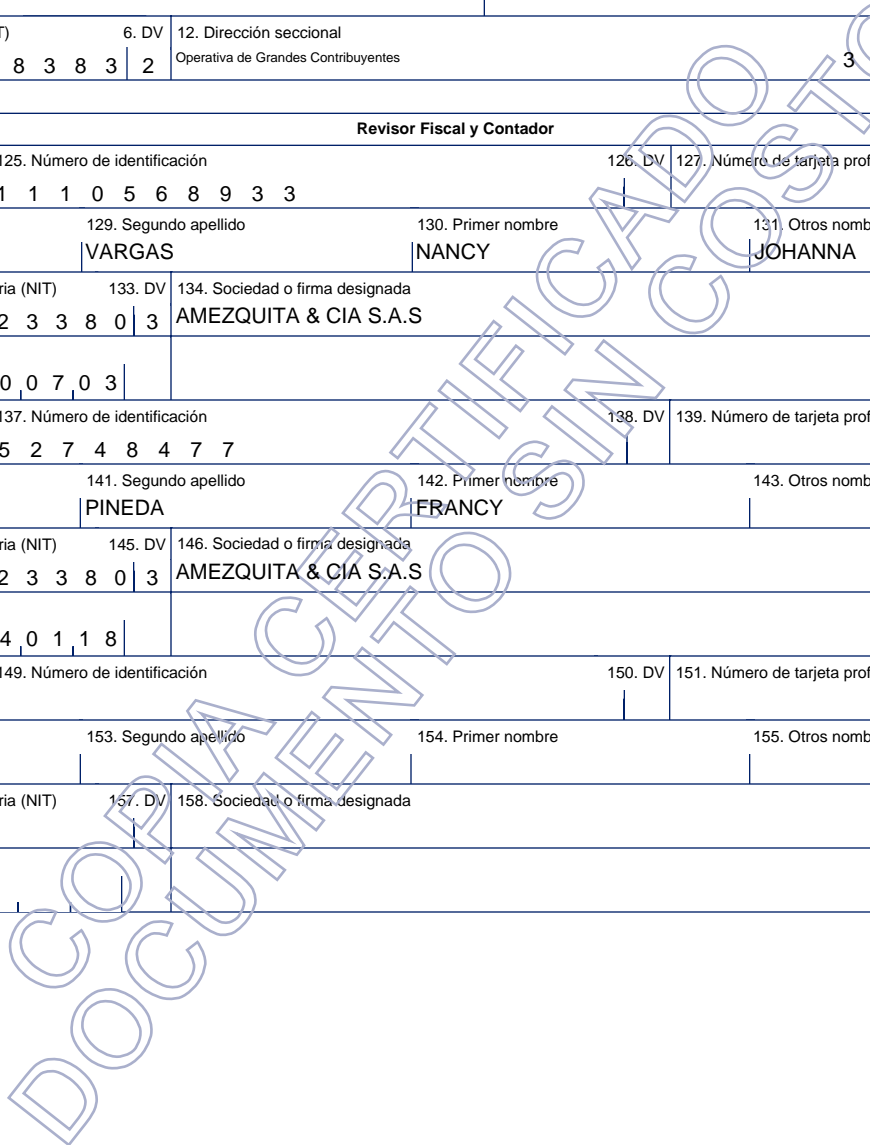 T) 6. DV 12. Dirección seccional
8 3 8 3 2 Operativa de Grandes Contribuyentes 3
Revisor Fiscal y Contador
125. Número de identificación 126. DV 127. Número de tarjeta prof
1 1 1 0 5 6 8 9 3 3
129. Segundo apellido 130. Primer nombre 131. Otros nomb
VARGAS NANCY JOHANNA
ria (NIT) 133. DV 134. Sociedad o firma designada
2 3 3 8 0 3 AMEZQUITA & CIA S.A.S
0 0 7 0 3
137. Número de identificación 138. DV 139. Número de tarjeta prof
5 2 7 4 8 4 7 7
141. Segundo apellido 142. Primer nombre 143. Otros nomb
PINEDA FRANCY
ria (NIT) 145. DV 146. Sociedad o firma designada
2 3 3 8 0 3 AMEZQUITA & CIA S.A.S
4 0 1 1 8
149. Número de identificación 150. DV 151. Número de tarjeta prof
153. Segundo apellido 154. Primer nombre 155. Otros nomb
ria (NIT) 157. DV 158. Sociedad o firma designada
COPIA CERTIFICADO
DOCUMENTO SIN COSTO